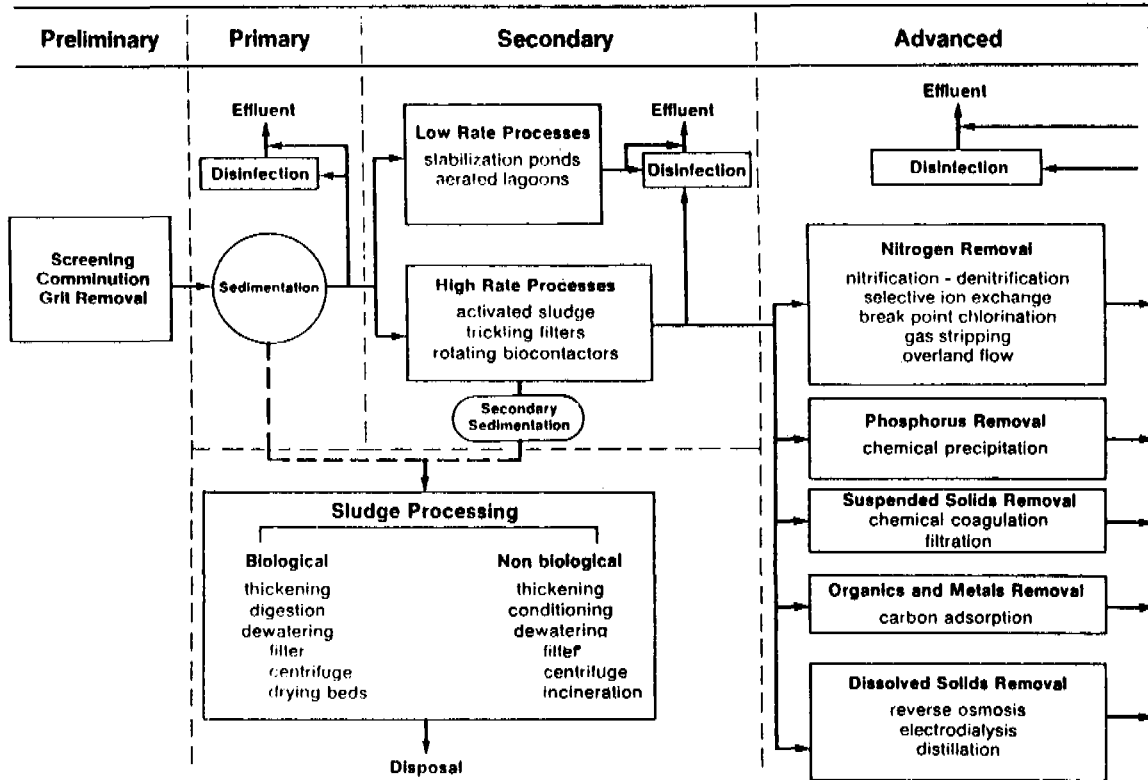 Preliminary
Primary
Secondary
Advanced
Effluent
Disinfection
Screening
Comminution
Grit Removal
Sedimentation
Low Rate Processes
stabilization ponds
aerated lagoons
Effluent
Disinfection
High Rate Processes
activated sludge
trickling filters
rotating biocontactors
Secondary
Sedimentation
Sludge Processing
Biological
thickening
digestion
dewatering
filter
centrifuge
drying beds
Non biological
thickening
conditioning
dewatering
filter
centrifuge
incineration
Disposal
Effluent
Disinfection
Nitrogen Removal
nitrification - denitrification
selective ion exchange
break point chlorination
gas stripping
overland flow
Phosphorus Removal
chemical precipitation
Suspended Solids Removal
chemical coagulation
filtration
Organics and Metals Removal
carbon adsorption
Dissolved Solids Removal
reverse osmosis
electrodialysis
distillation